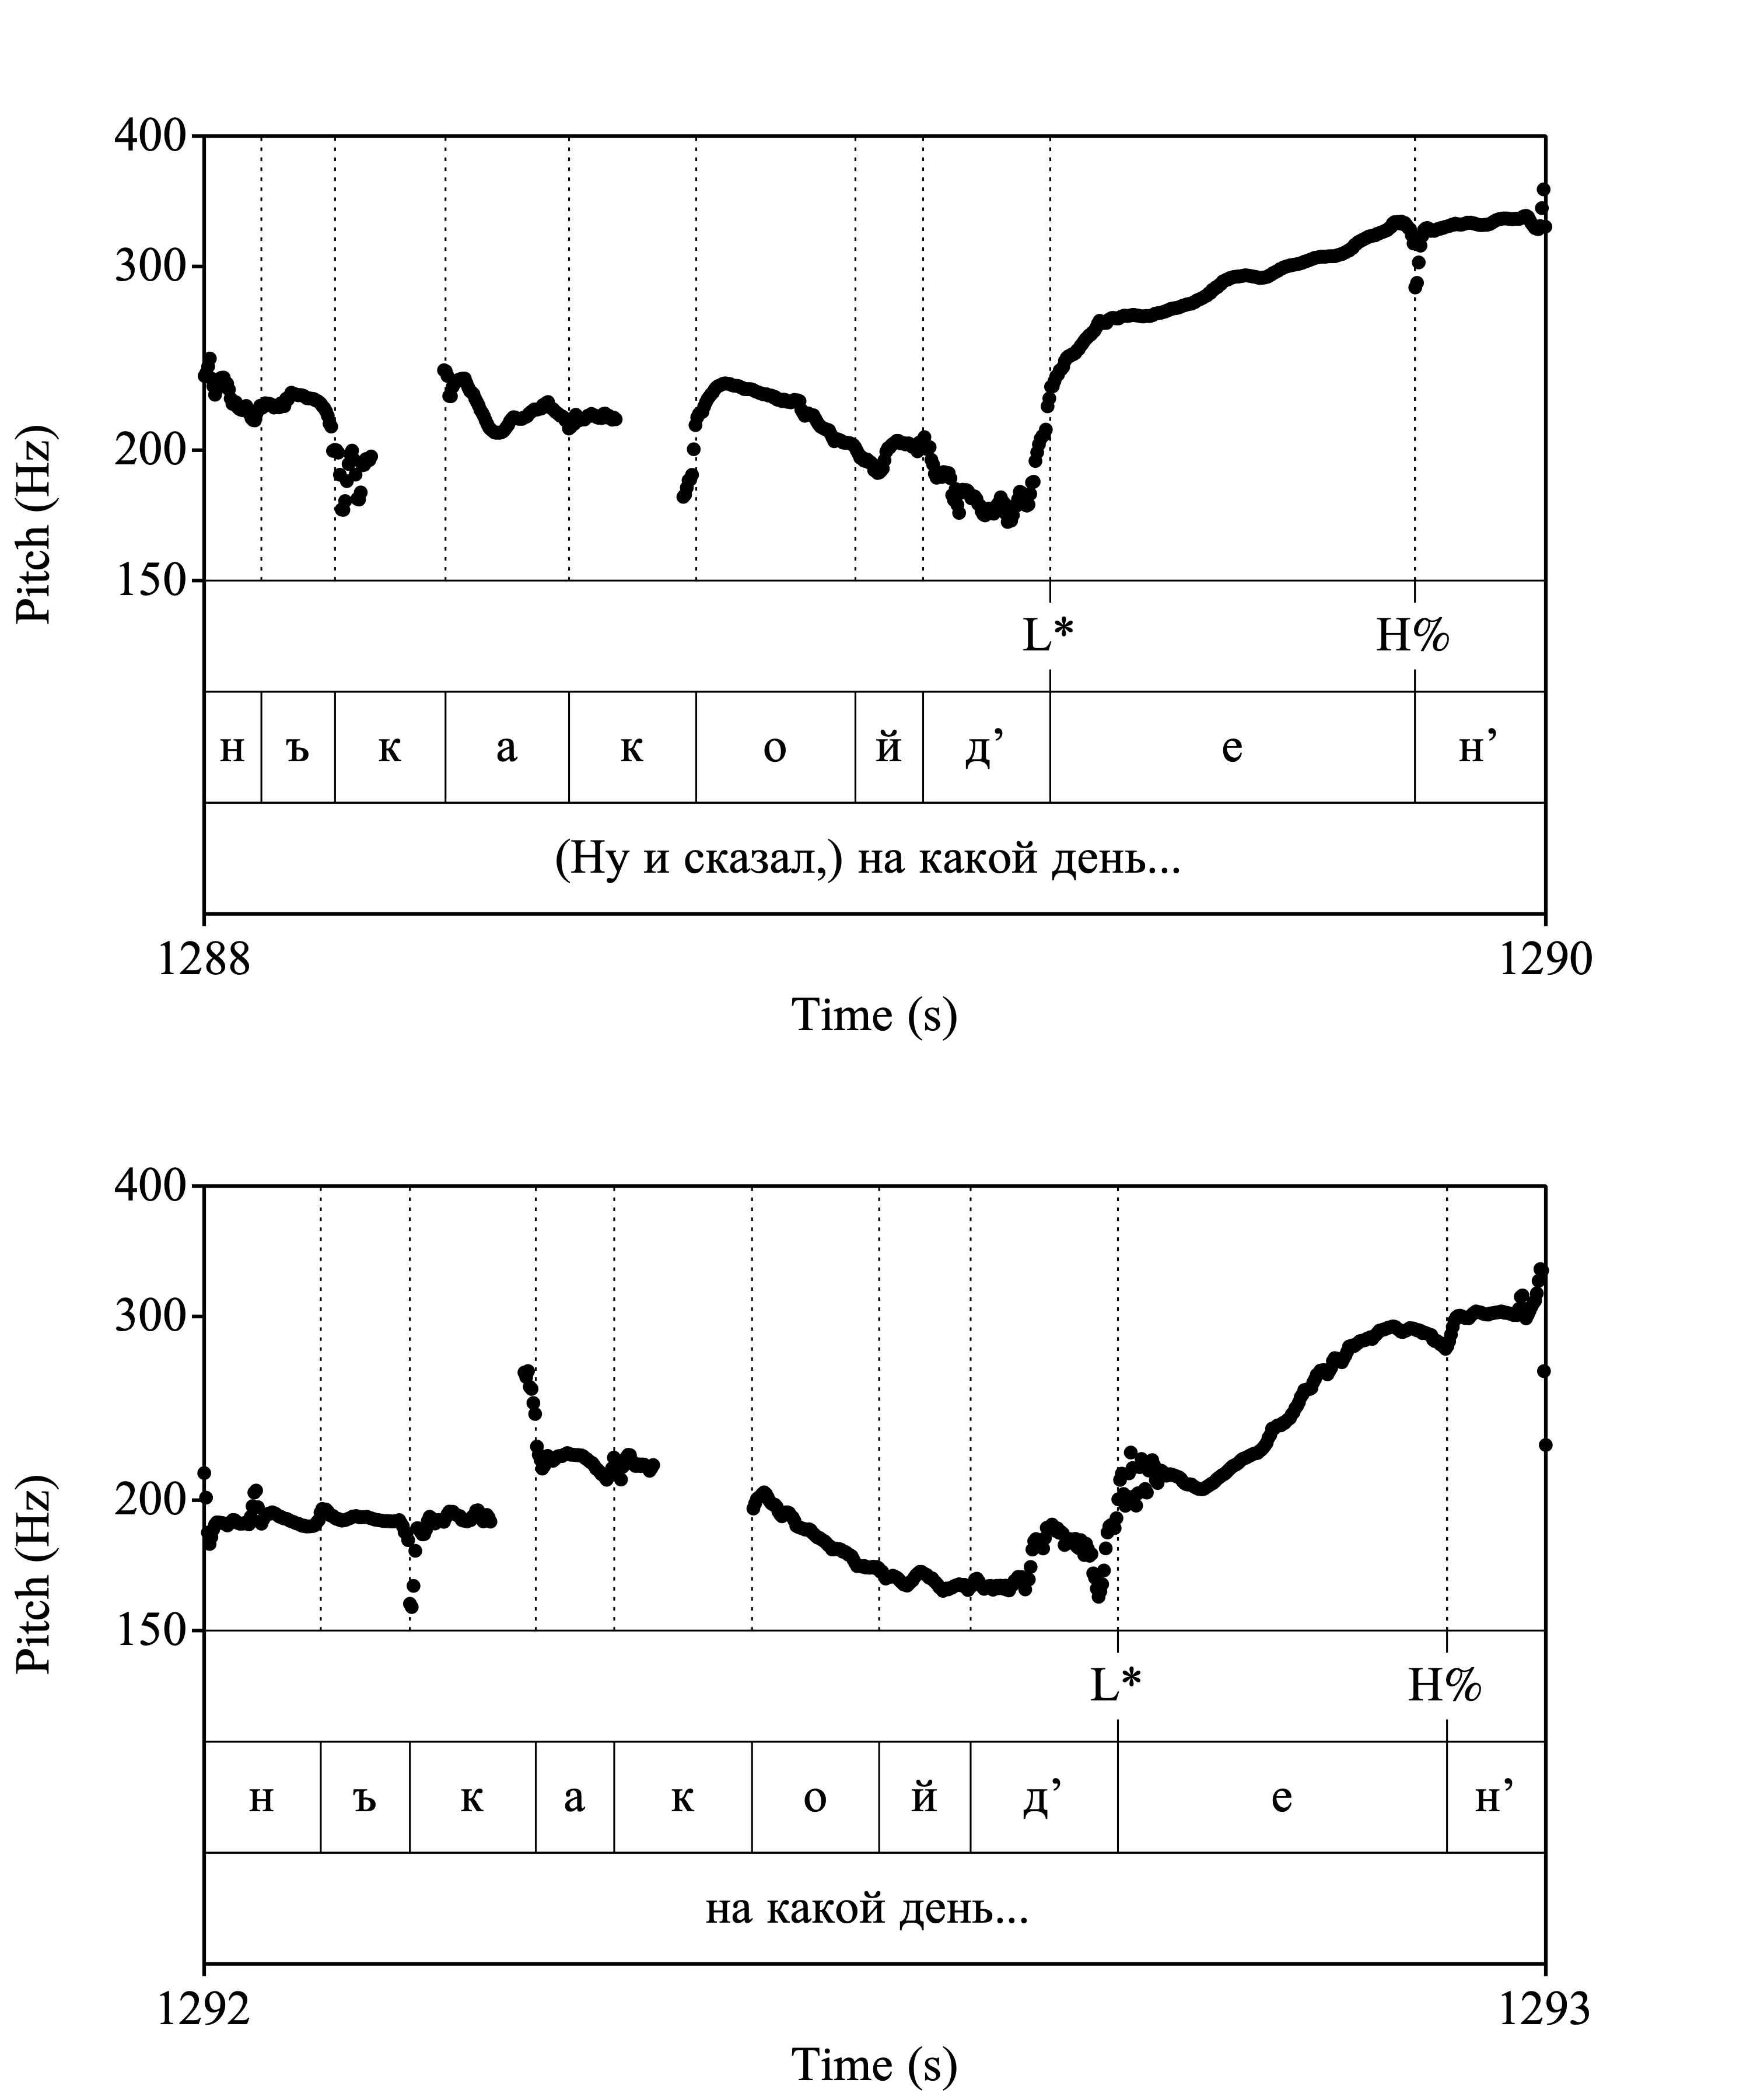 400
300
200
150
Pitch (Hz)
L* H%
н ъ к а к о й д’ е н’
(Ну и сказал,) на какой день...
1288 1290
Time (s)
400
300
200
150
Pitch (Hz)
L* H%
н ъ к а к о й д’ е н’
на какой день...
1292 1293
Time (s)